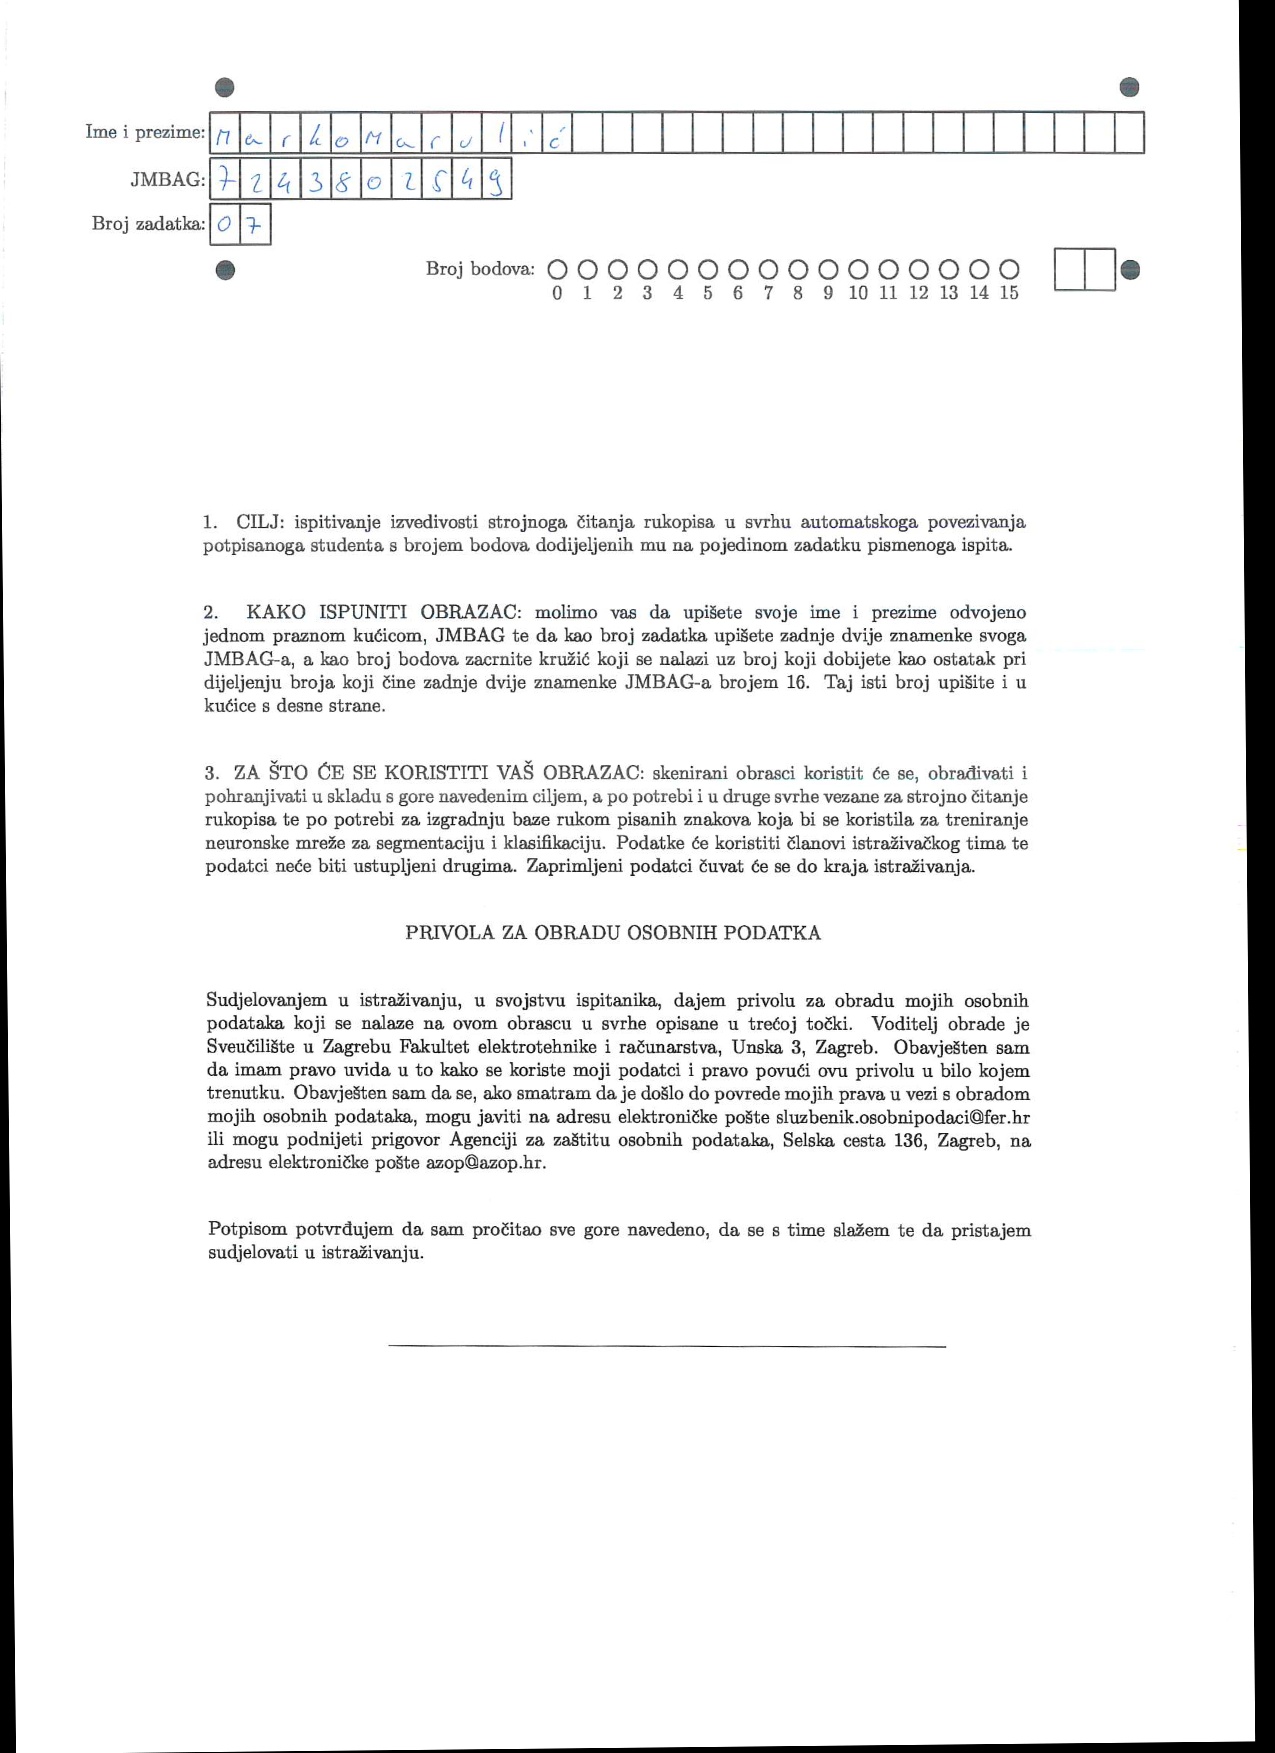 Ime i prezime: MarkoMarulić
JMBAG: 7243802549
Broj zadatka: 07
Broj bodova:
0 1 2 3 4 5 6 7 8 9 10 11 12 13 14 15
1. CILJ: ispitivanje izvedivosti strojnoga čitanja rukopisa u svrhu automatskoga povezivanja
potpisanoga studenta s brojem bodova dodijeljenih mu na pojedinom zadatku pismenoga ispita.
2. KAKO ISPUNITI OBRAZAC: molimo vas da upišete svoje ime i prezime odvojeno
jednom praznom kućicom, JMBAG te da kao broj zadatka upišete zadnje dvije znamenke svoga
JMBAG-a, a kao broj bodova zacrnite kružić koji se nalazi uz broj koji dobijete kao ostatak pri
dijeljenju broja koji čine zadnje dvije znamenke JMBAG-a brojem 16. Taj isti broj upišite i u
kućice s desne strane.
3. ZA ŠTO ĆE SE KORISTITI VAŠ OBRAZAC: skenirani obrasci koristit će se, obrađivati i
pohranjivati u skladu s gore navedenim ciljem, a po potrebi i u druge svrhe vezane za strojno čitanje
rukopisa te po potrebi za izgradnju baze rukom pisanih znakova koja bi se koristila za treniranje
neuronske mreže za segmentaciju i klasifikaciju. Podatke će koristiti članovi istraživačkog tima te
podatci neće biti ustupljeni drugima. Zaprimljeni podatci čuvat će se do kraja istraživanja.
PRIVOLA ZA OBRADU OSOBNIH PODATKA
Sudjelovanjem u istraživanju, u svojstvu ispitanika, dajem privolu za obradu mojih osobnih
podataka koji se nalaze na ovom obrascu u svrhe opisane u trećoj točki. Voditelj obrade je
Sveučilište u Zagrebu Fakultet elektrotehnike i računarstva, Unska 3, Zagreb. Obavješten sam
da imam pravo uvida u to kako se koriste moji podatci i pravo povući ovu privolu u bilo kojem
trenutku. Obavješten sam da se, ako smatram da je došlo do povrede mojih prava u vezi s obradom
mojih osobnih podataka, mogu javiti na adresu elektroničke pošte sluzbenik.osobnipodaci@fer.hr
ili mogu podnijeti prigovor Agenciji za zaštitu osobnih podataka, Selska cesta 136, Zagreb, na
adresu elektroničke pošte azop@azop.hr.
Potpisom potvrđujem da sam pročitao sve gore navedeno, da se s time slažem te da pristajem
sudjelovati u istraživanju.